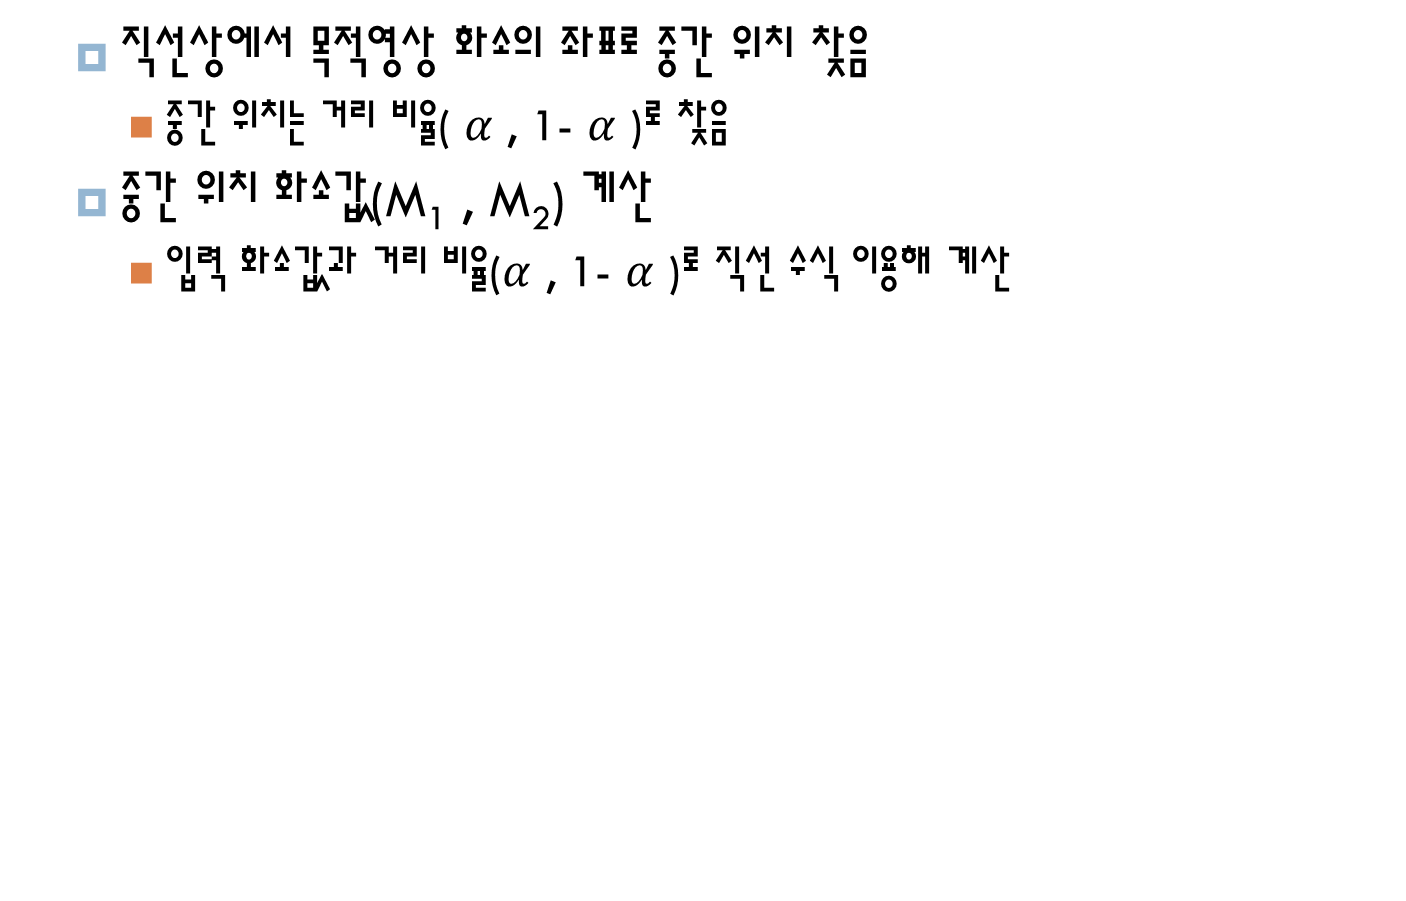 직선상에서 목적영상 화소의 좌표로 중간 위치 찾음
중간 위치는 거리 비율( α , 1- α )로 찾음
중간 위치 화소값(M₁ , M₂) 계산
입력 화소값과 거리 비율(α , 1- α )로 직선 수식 이용해 계산